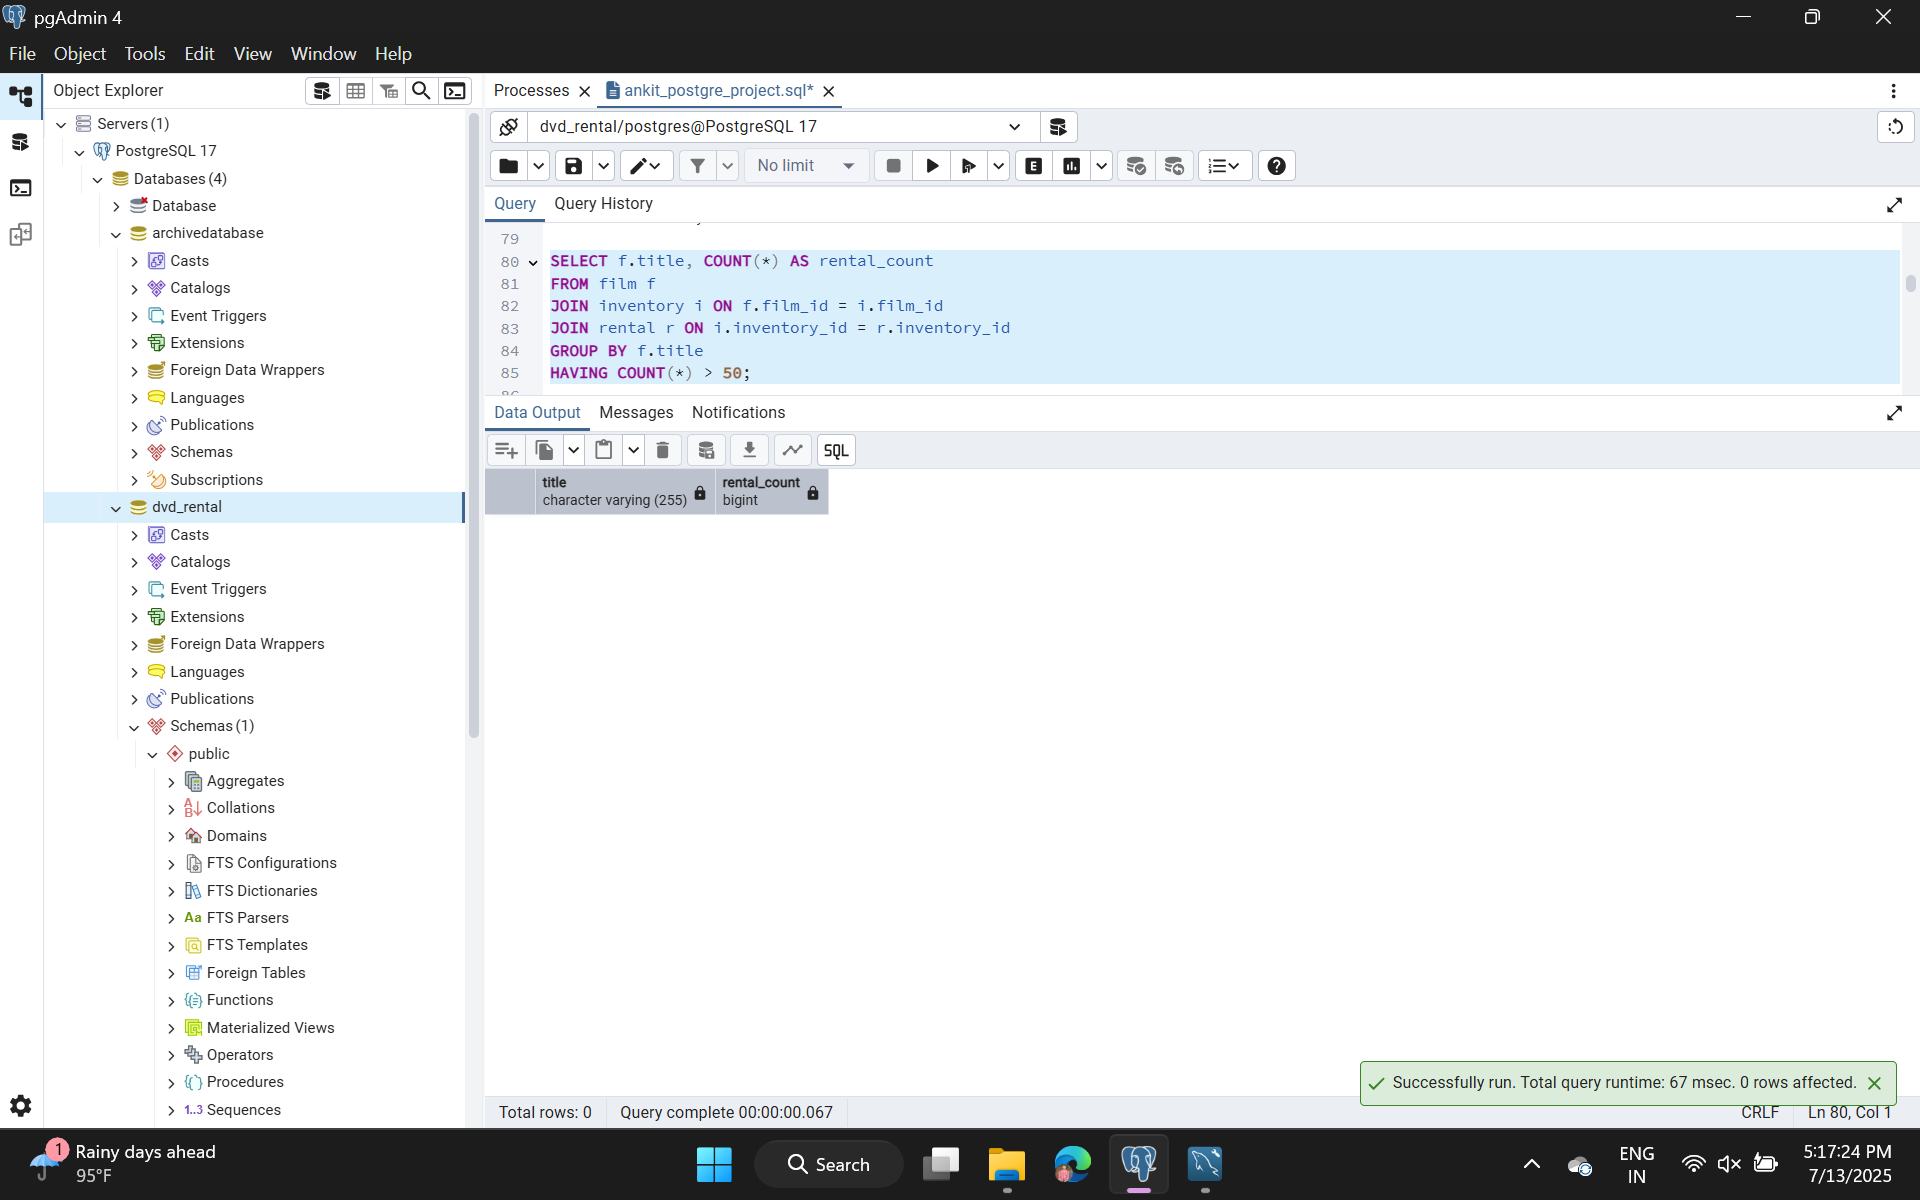 pgAdmin 4
File Object Tools Edit View Window Help
Object Explorer
Servers (1)
PostgreSQL 17
Databases (4)
Database
archivedatabase
Casts
Catalogs
Event Triggers
Extensions
Foreign Data Wrappers
Languages
Publications
Schemas
Subscriptions
dvd_rental
Casts
Catalogs
Event Triggers
Extensions
Foreign Data Wrappers
Languages
Publications
Schemas (1)
public
Aggregates
Collations
Domains
FTS Configurations
FTS Dictionaries
Aa FTS Parsers
FTS Templates
Foreign Tables
Functions
Materialized Views
Operators
Procedures
1..3 Sequences
Processes ankit_postgre_project.sql*
dvd_rental/postgres@PostgreSQL 17
No limit E
Query Query History
79
80 SELECT f.title, COUNT(*) AS rental_count
81 FROM film f
82 JOIN inventory i ON f.film_id = i.film_id
83 JOIN rental r ON i.inventory_id = r.inventory_id
84 GROUP BY f.title
85 HAVING COUNT(*) > 50;
Data Output Messages Notifications
SQL
title
character varying (255)
rental_count
bigint
Successfully run. Total query runtime: 67 msec. 0 rows affected.
Total rows: 0 Query complete 00:00:00.067 CRLF Ln 80, Col 1
1
Rainy days ahead
95°F
Search
ENG
IN
5:17:24 PM
7/13/2025